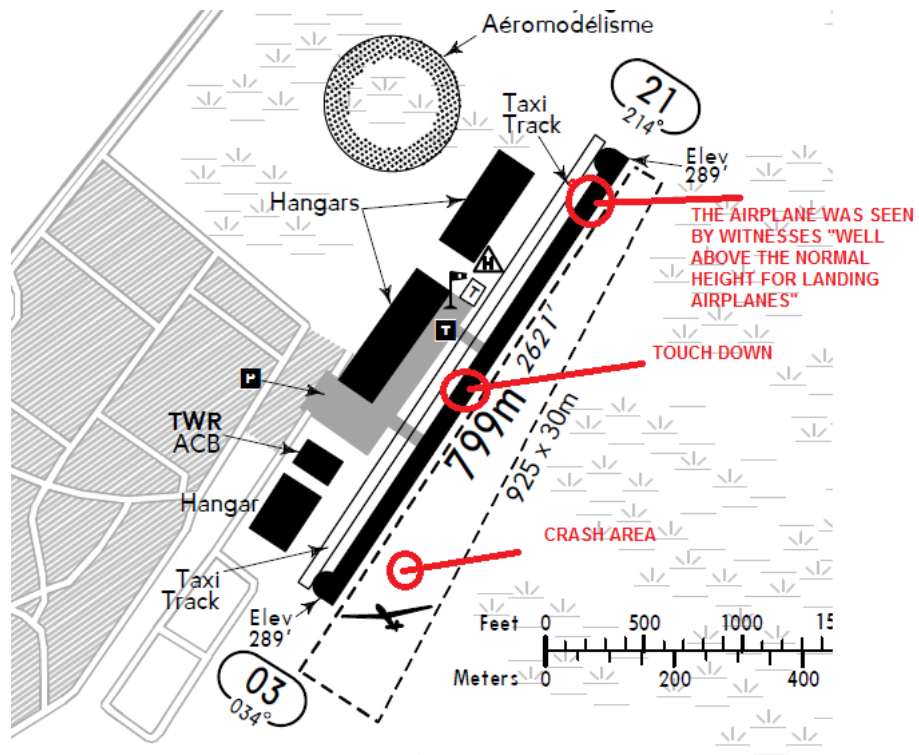 Aéromodélisme
21
214°
Taxi
Track
Elev
289'
Hangars
H
T
T
THE AIRPLANE WAS SEEN
BY WITNESSES "WELL
ABOVE THE NORMAL
HEIGHT FOR LANDING
AIRPLANES"
TOUCH DOWN
799m 2621'
925 x 30m
P
TWR
ACB
Hangar
CRASH AREA
Taxi
Track
Elev
289'
03
034°
Feet 0 500 1000
Meters 0 200 400